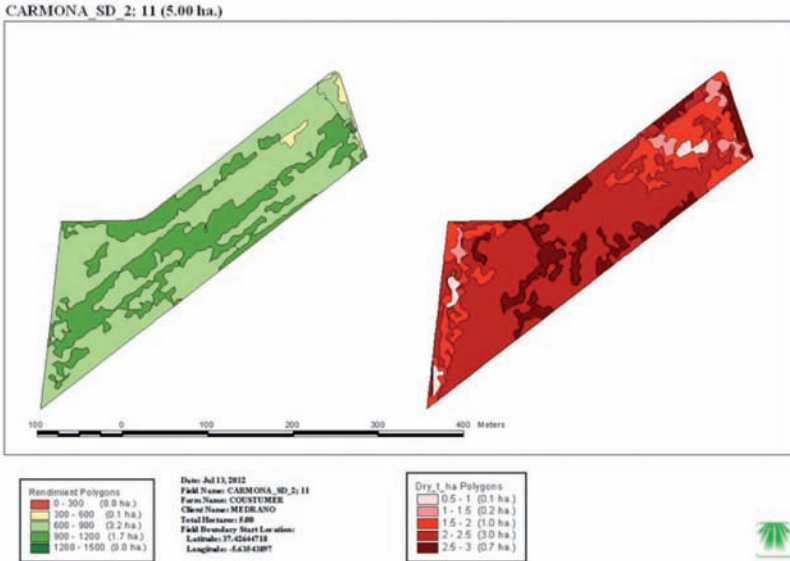 CARMONA_SD_2: 11 (5.00 ha.)
100 0 100 200 300 400 Meters
Rendimient Polygons
0 - 300 (0.0 ha.)
300 - 600 (0.1 ha.)
600 - 900 (3.2 ha.)
900 - 1200 (1.7 ha.)
1200 - 1500 (0.0 ha.)
Date: Jul 13, 2012
Field Name: CARMONA_SD_2; 11
Farm Name: COUSTUMER
Client Name: MEDRANO
Total Hectares: 5.00
Field Boundary Start Location:
Latitude: 37.42644718
Longitude: -5.63543897
Dry_t_ha Polygons
0.5 - 1 (0.1 ha.)
1 - 1.5 (0.2 ha.)
1.5 - 2 (1.0 ha.)
2 - 2.5 (3.0 ha.)
2.5 - 3 (0.7 ha.)